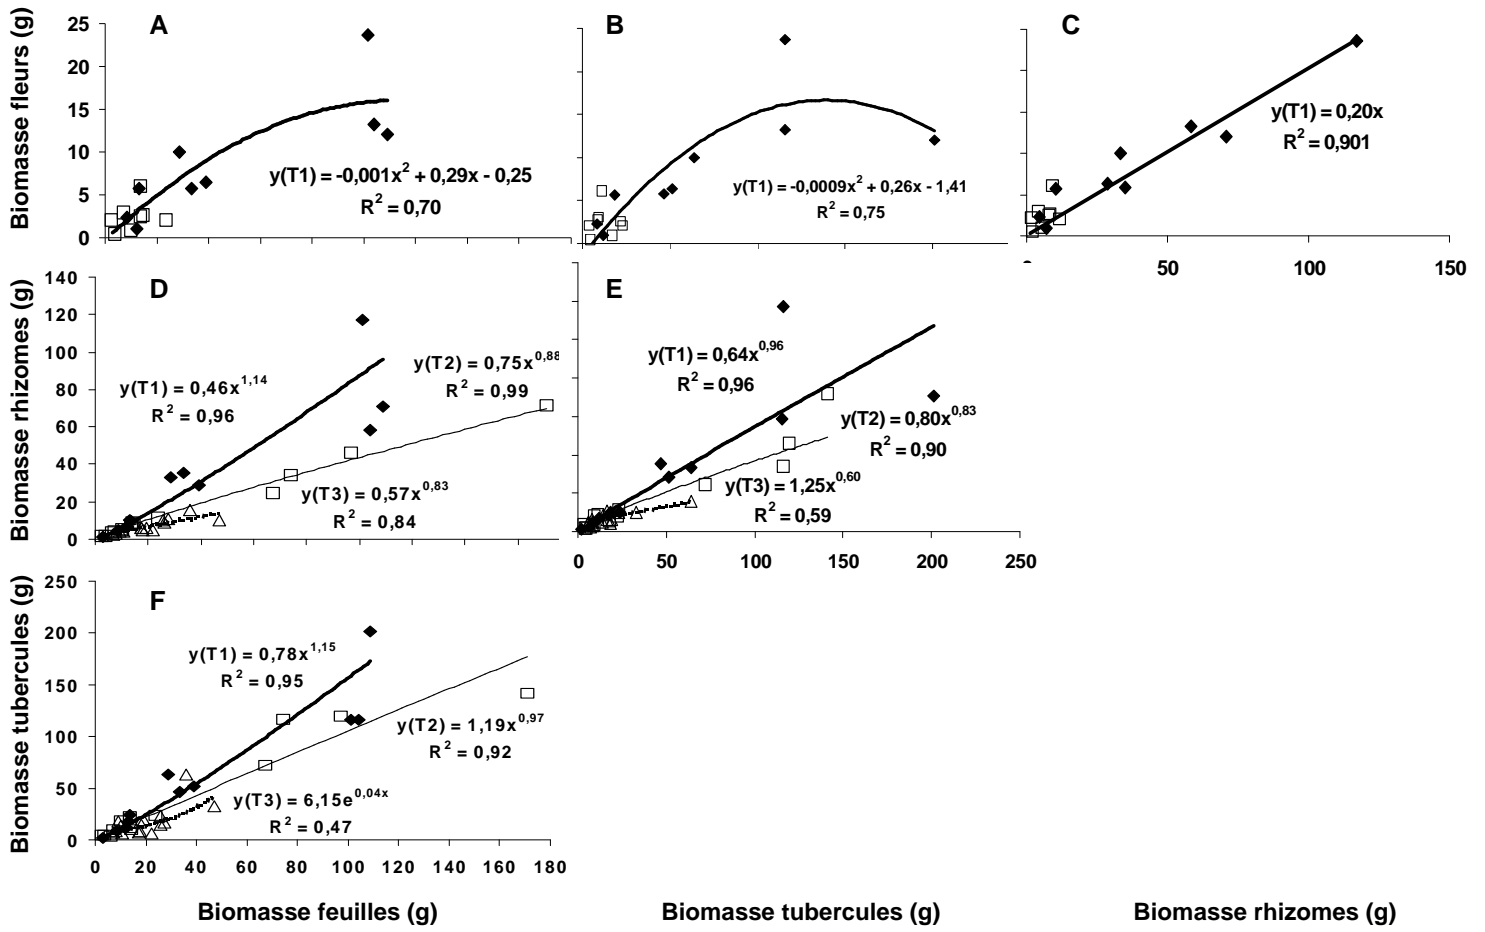 A
B
C
Biomasse fleurs (g)
25
20
15
10
5
0
y(T1) = -0,001x² + 0,29x - 0,25
R² = 0,70
y(T1) = -0,0009x² + 0,26x - 1,41
R² = 0,75
y(T1) = 0,20x
R² = 0,901
50
100
150
D
E
Biomasse rhizomes (g)
140
120
100
80
60
40
20
0
y(T1) = 0,46x^1,14
R² = 0,96
y(T2) = 0,75x^0,88
R² = 0,99
y(T3) = 0,57x^0,83
R² = 0,84
y(T1) = 0,64x^0,96
R² = 0,96
y(T2) = 0,80x^0,83
R² = 0,90
y(T3) = 1,25x^0,60
R² = 0,59
0 50 100 150 200 250
F
Biomasse tubercules (g)
250
200
150
100
50
0
y(T1) = 0,78x^1,15
R² = 0,95
y(T2) = 1,19x^0,97
R² = 0,92
y(T3) = 6,15e^0,04x
R² = 0,47
0 20 40 60 80 100 120 140 160 180
Biomasse feuilles (g)
Biomasse tubercules (g)
Biomasse rhizomes (g)